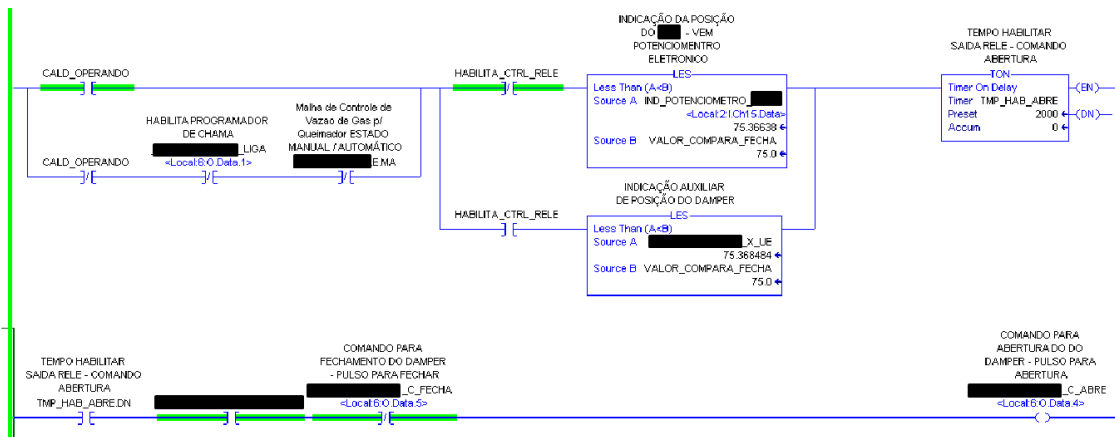 INDICAÇÃO DA POSIÇÃO
DO - VEM
POTENCIOMENTRO
ELETRONICO
TEMPO HABILITAR
SAIDA RELE - COMANDO
ABERTURA
CALD_OPERANDO
HABILITA_CTRL_RELE
LES
Less Than (A<B)
Source A IND_POTENCIOMETRO_
<Local:2:I.Ch15.Data>
75.36638
Source B VALOR_COMPARA_FECHA
75.0
TON
Timer On Delay
Timer TMP_HAB_ABRE
Preset 2000
Accum 0
(EN)
(DN)
HABILITA PROGRAMADOR
DE CHAMA
_LIGA
<Local:6:O.Data.1>
Malha de Controle de
Vazao de Gas p/
Queimador ESTADO
MANUAL / AUTOMÁTICO
E.MA
CALD_OPERANDO
INDICAÇÃO AUXILIAR
DE POSIÇÃO DO DAMPER
HABILITA_CTRL_RELE
LES
Less Than (A<B)
Source A _X_UE
75.368484
Source B VALOR_COMPARA_FECHA
75.0
TEMPO HABILITAR
SAIDA RELE - COMANDO
ABERTURA
TMP_HAB_ABRE.DN
COMANDO PARA
FECHAMENTO DO DAMPER
- PULSO PARA FECHAR
_C_FECHA
<Local:6:O.Data.5>
COMANDO PARA
ABERTURA DO DO
DAMPER - PULSO PARA
ABERTURA
_C_ABRE
<Local:6:O.Data.4>